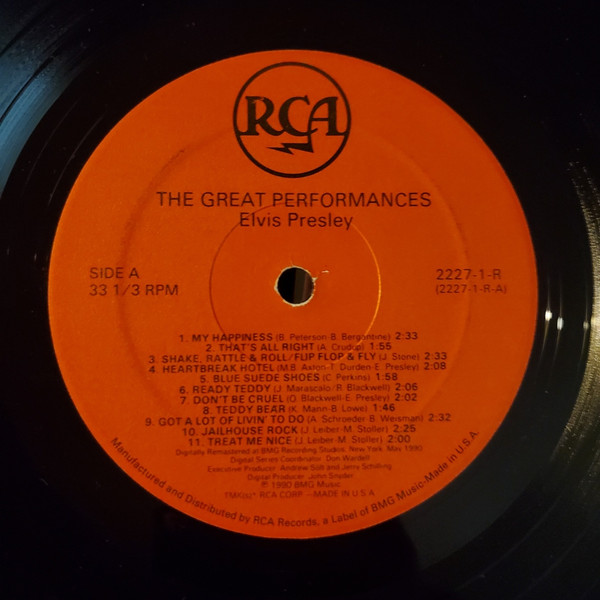 RCA
THE GREAT PERFORMANCES
Elvis Presley
SIDE A
33 1/3 RPM
2227-1-R
(2227-1-R-A)
1. MY HAPPINESS (B. Peterson-B. Bergantine) 2:33
2. THAT'S ALL RIGHT (A. Crudup) 1:55
3. SHAKE, RATTLE & ROLL/FLIP FLOP & FLY (J. Stone) 2:33
4. HEARTBREAK HOTEL (M.B. Axton-T. Durden-E. Presley) 2:08
5. BLUE SUEDE SHOES (C. Perkins) 1:58
6. READY TEDDY (J. Marascalo-R. Blackwell) 2:06
7. DON'T BE CRUEL (O. Blackwell-E. Presley) 2:02
8. TEDDY BEAR (K. Mann-B. Lowe) 1:46
9. GOT A LOT OF LIVIN' TO DO (A. Schroeder-B. Weisman) 2:32
10. JAILHOUSE ROCK (J. Leiber-M. Stoller) 2:25
11. TREAT ME NICE (J. Leiber-M. Stoller) 2:00
Digitally Remastered at BMG Recording Studios, New York, May 1990
Digital Series Coordinator: Don Wardell
Executive Producer: Andrew Solt and Jerry Schilling
Digital Producer: John Snyder
℗ © 1990 BMG Music
TMK(s)® RCA CORP. —MADE IN U.S.A.
Manufactured and Distributed by RCA Records, a Label of BMG Music-Made in U.S.A.